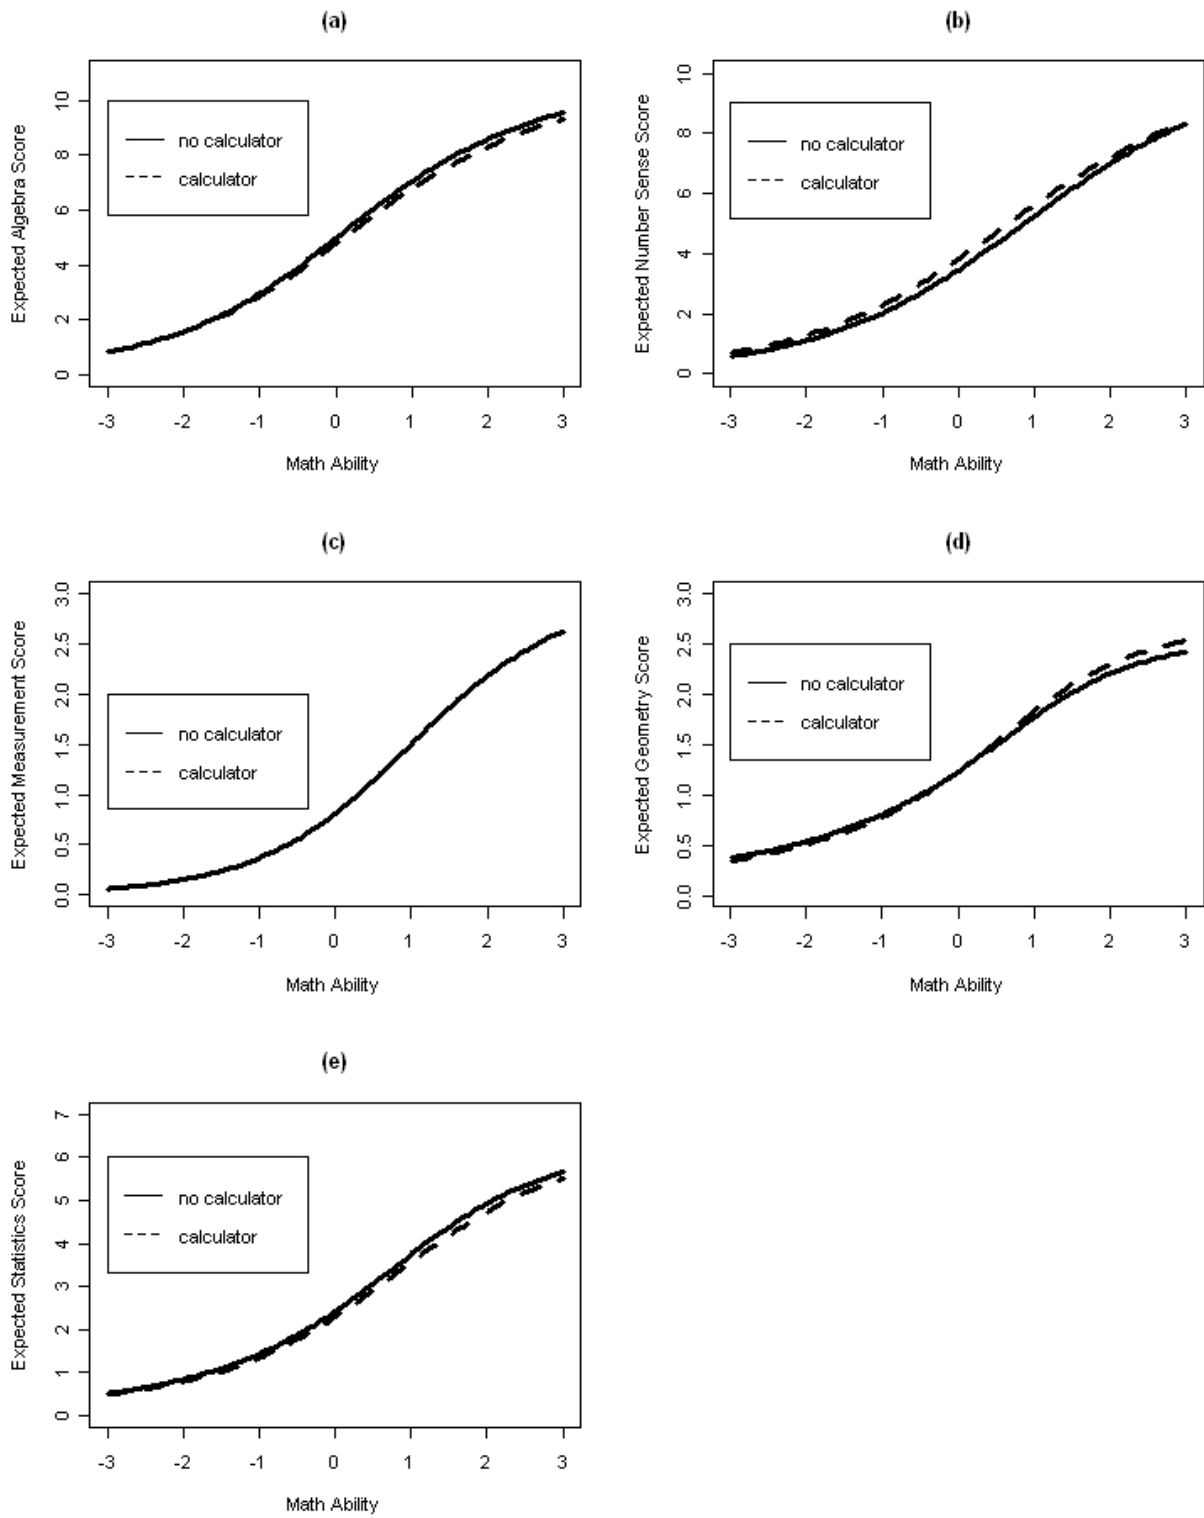 (a)
Expected Algebra Score
10
8
6
4
2
0
no calculator
calculator
-3 -2 -1 0 1 2 3
Math Ability
(b)
Expected Number Sense Score
10
8
6
4
2
0
no calculator
calculator
-3 -2 -1 0 1 2 3
Math Ability
(c)
Expected Measurement Score
3.0
2.5
2.0
1.5
1.0
0.5
0.0
no calculator
calculator
-3 -2 -1 0 1 2 3
Math Ability
(d)
Expected Geometry Score
3.0
2.5
2.0
1.5
1.0
0.5
0.0
no calculator
calculator
-3 -2 -1 0 1 2 3
Math Ability
(e)
Expected Statistics Score
7
6
5
4
3
2
1
0
no calculator
calculator
-3 -2 -1 0 1 2 3
Math Ability